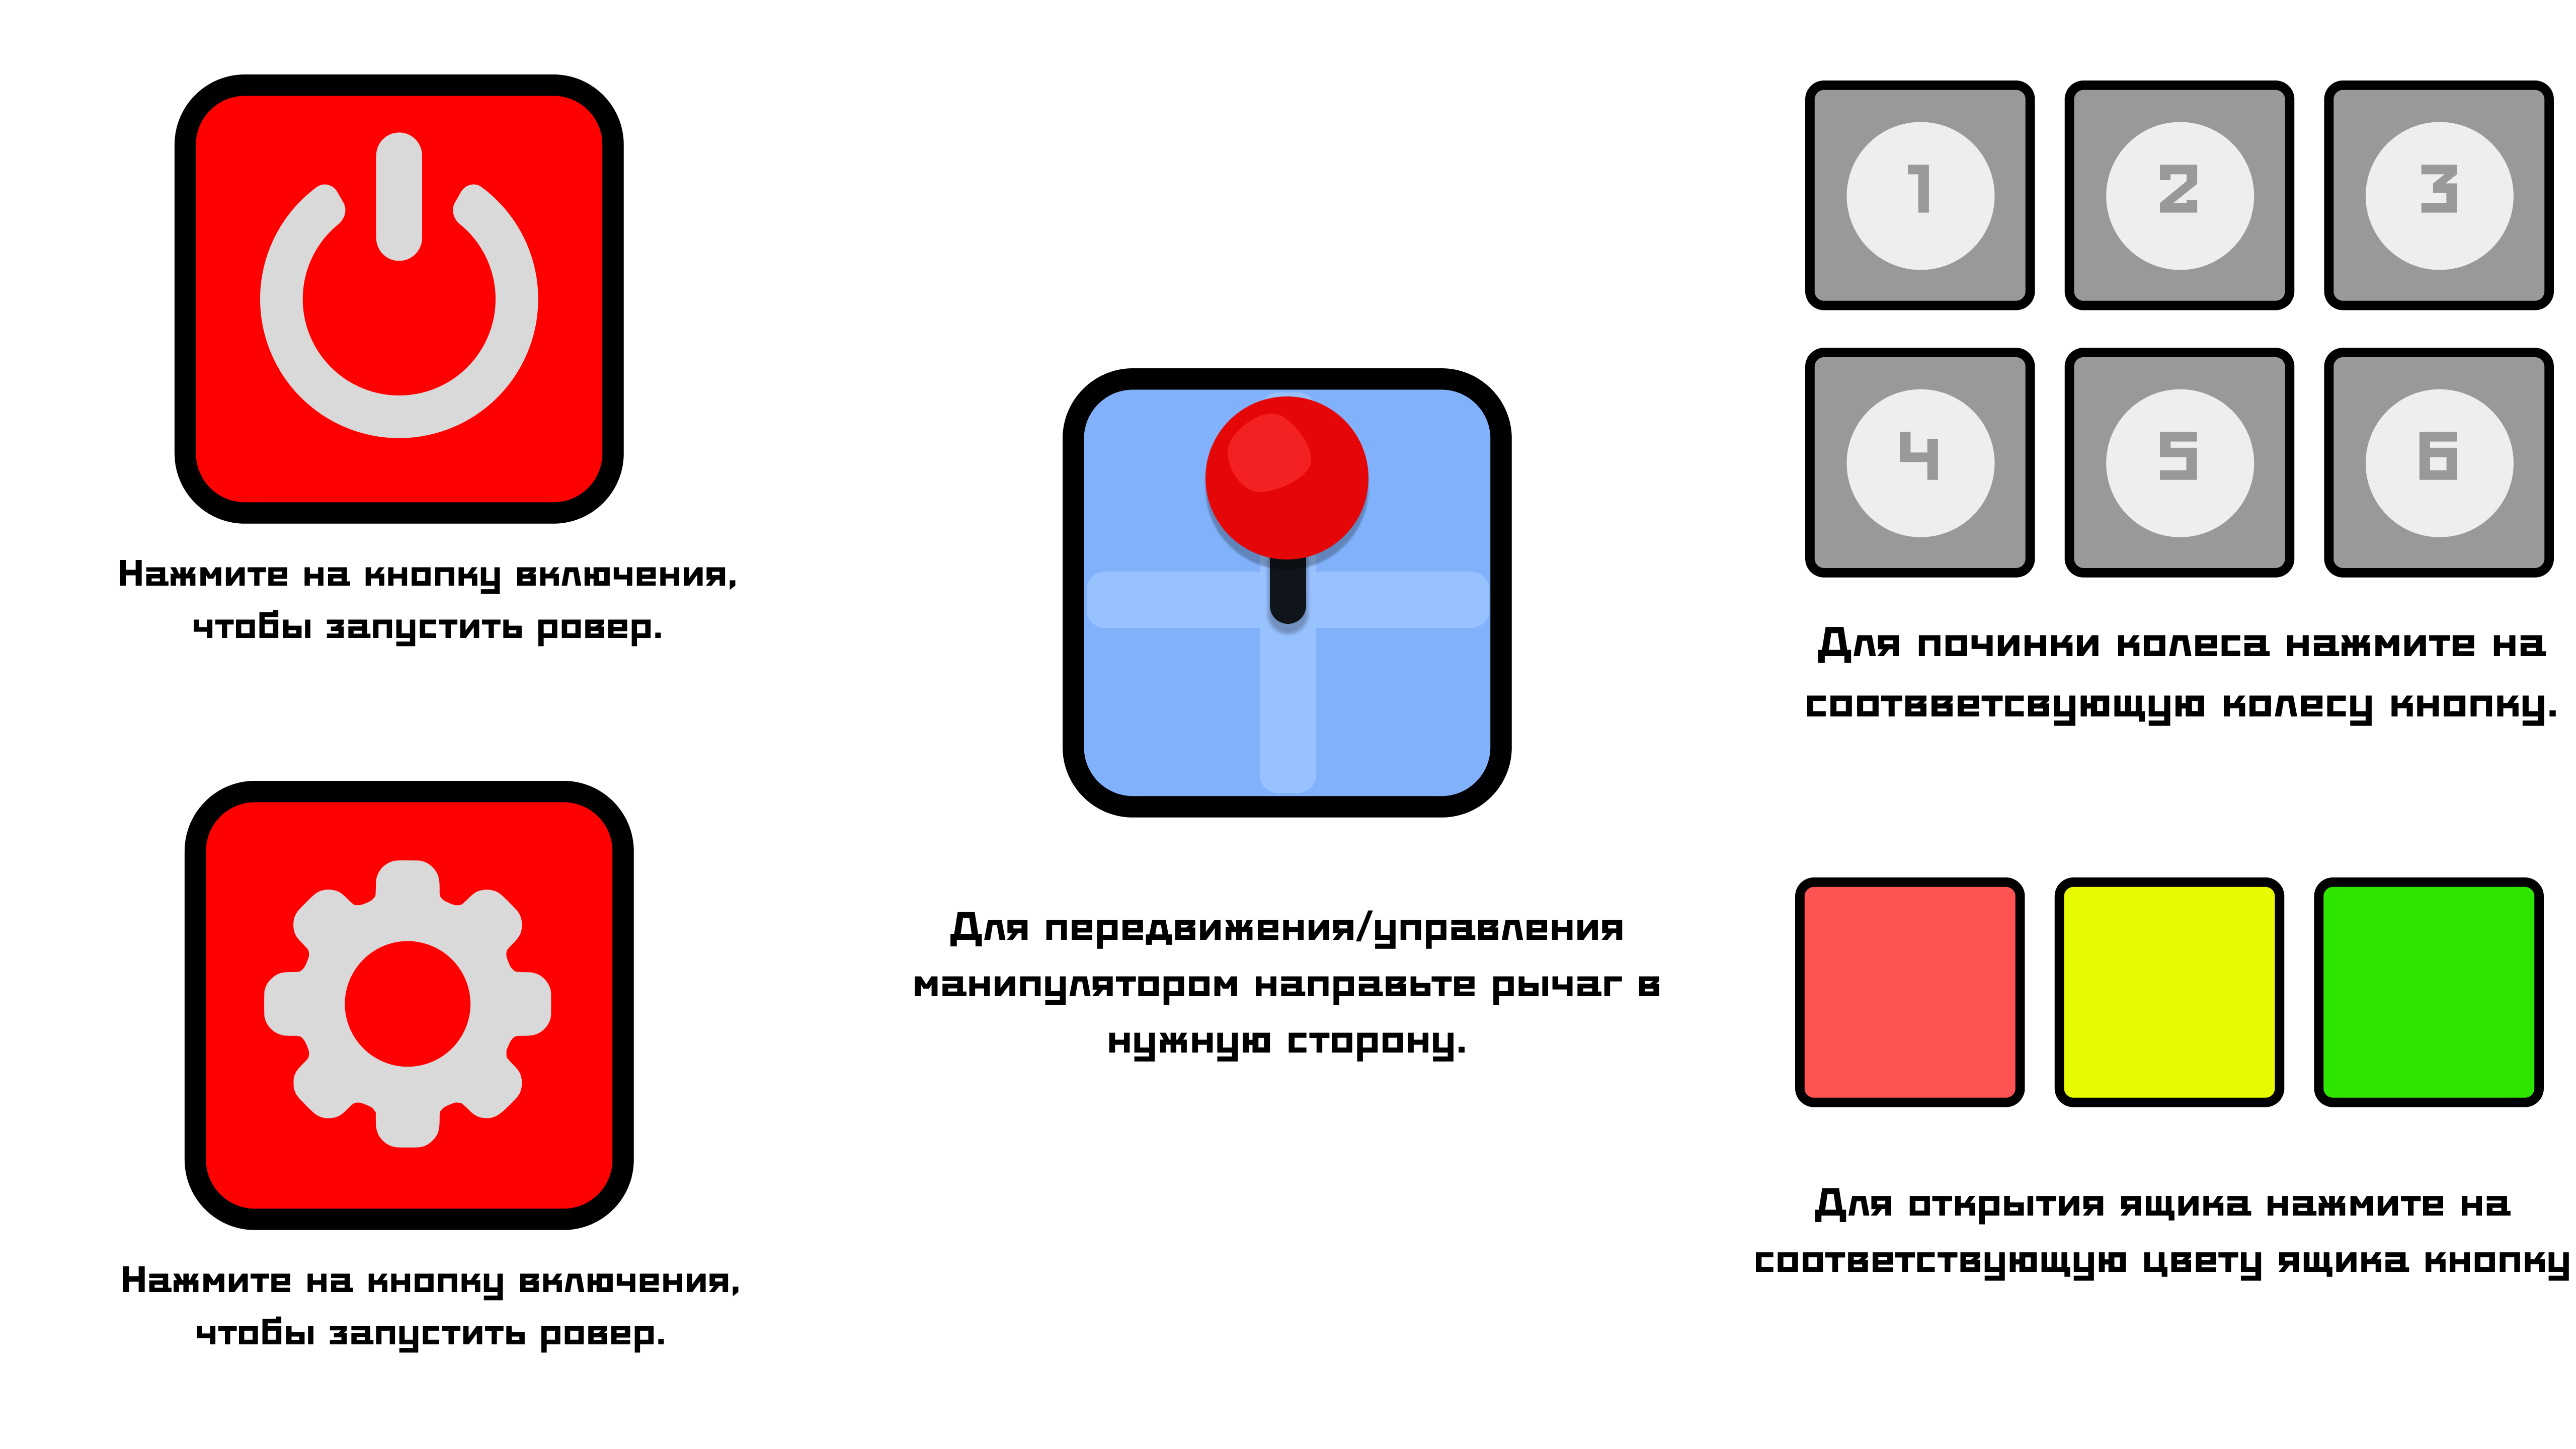 Нажмите на кнопку включения,
чтобы запустить ровер.
Нажмите на кнопку включения,
чтобы запустить ровер.
Для передвижения/управления
манипулятором направьте рычаг в
нужную сторону.
1 2 3
4 5 6
Для починки колеса нажмите на
соотвветсвующую колесу кнопку.
Для открытия ящика нажмите на
соответствующую цвету ящика кнопку